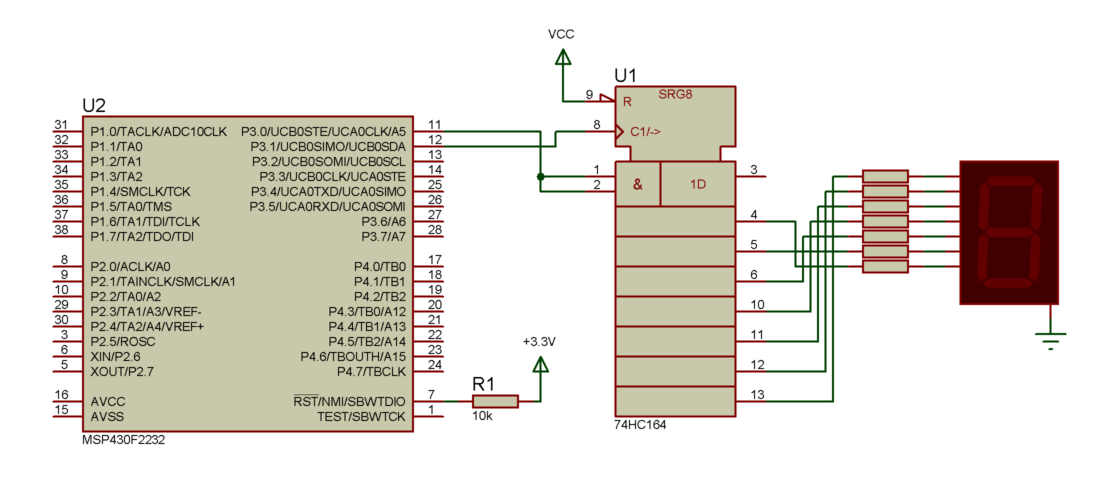 VCC
U1
9
R
SRG8
8
C1/->
1
2
&
1D
3
4
5
6
10
11
12
13
74HC164
U2
31 P1.0/TACLK/ADC10CLK P3.0/UCB0STE/UCA0CLK/A5 11
32 P1.1/TA0 P3.1/UCB0SIMO/UCB0SDA 12
33 P1.2/TA1 P3.2/UCB0SOMI/UCB0SCL 13
34 P1.3/TA2 P3.3/UCB0CLK/UCA0STE 14
35 P1.4/SMCLK/TCK P3.4/UCA0TXD/UCA0SIMO 25
36 P1.5/TA0/TMS P3.5/UCA0RXD/UCA0SOMI 26
37 P1.6/TA1/TDI/TCLK P3.6/A6 27
38 P1.7/TA2/TDO/TDI P3.7/A7 28
8 P2.0/ACLK/A0 P4.0/TB0 17
9 P2.1/TAINCLK/SMCLK/A1 P4.1/TB1 18
10 P2.2/TA0/A2 P4.2/TB2 19
29 P2.3/TA1/A3/VREF- P4.3/TB0/A12 20
30 P2.4/TA2/A4/VREF+ P4.4/TB1/A13 21
3 P2.5/ROSC P4.5/TB2/A14 22
6 XIN/P2.6 P4.6/TBOUTH/A15 23
5 XOUT/P2.7 P4.7/TBCLK 24
16 AVCC RST/NMI/SBWTDIO 7
15 AVSS TEST/SBWTCK 1
MSP430F2232
+3.3V
R1
10k